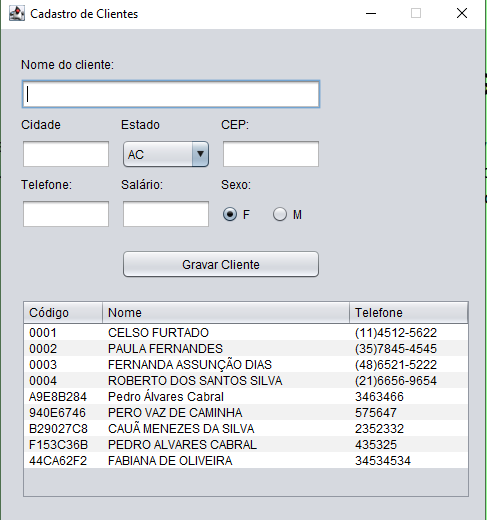 Cadastro de Clientes
Nome do cliente:
Cidade Estado CEP:
AC
Telefone: Salário: Sexo:
F M
Gravar Cliente
Código Nome Telefone
0001 CELSO FURTADO (11)4512-5622
0002 PAULA FERNANDES (35)7845-4545
0003 FERNANDA ASSUNÇÃO DIAS (48)6521-5222
0004 ROBERTO DOS SANTOS SILVA (21)6656-9654
A9E8B284 Pedro Álvares Cabral 3463466
940E6746 PERO VAZ DE CAMINHA 575647
B29027C8 CAUÃ MENEZES DA SILVA 2352332
F153C36B PEDRO ALVARES CABRAL 435325
44CA62F2 FABIANA DE OLIVEIRA 34534534